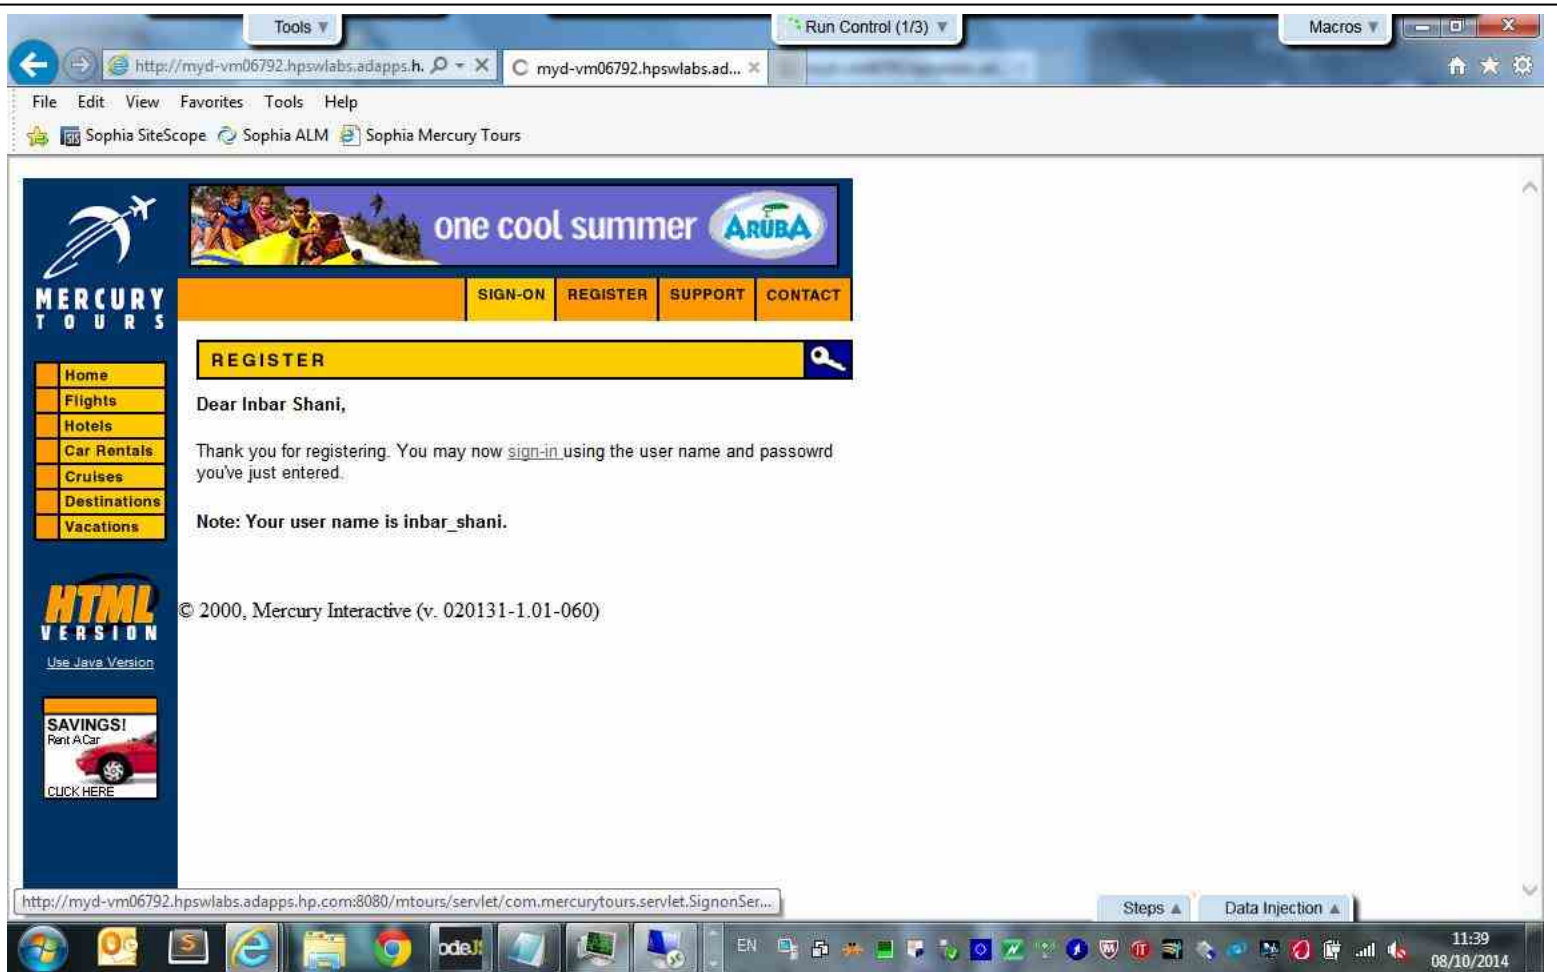 Tools ▼
Run Control (1/3) ▼
Macros ▼
http://myd-vm06792.hpswlabs.adapps.h.
myd-vm06792.hpswlabs.ad...
File Edit View Favorites Tools Help
Sophia SiteScope Sophia ALM Sophia Mercury Tours
one cool summer ARUBA
MERCURY
TOURS
SIGN-ON REGISTER SUPPORT CONTACT
REGISTER
Home
Flights
Hotels
Car Rentals
Cruises
Destinations
Vacations
Dear Inbar Shani,
Thank you for registering. You may now sign-in using the user name and passowrd
you've just entered.
Note: Your user name is inbar_shani.
HTML
VERSION
Use Java Version
© 2000, Mercury Interactive (v. 020131-1.01-060)
SAVINGS!
Rent A Car
CLICK HERE
http://myd-vm06792.hpswlabs.adapps.hp.com:8080/mtours/servlet/com.mercurytours.servlet.SignonSer...
Steps ▲
Data Injection ▲
odeJS
EN
11:39
08/10/2014